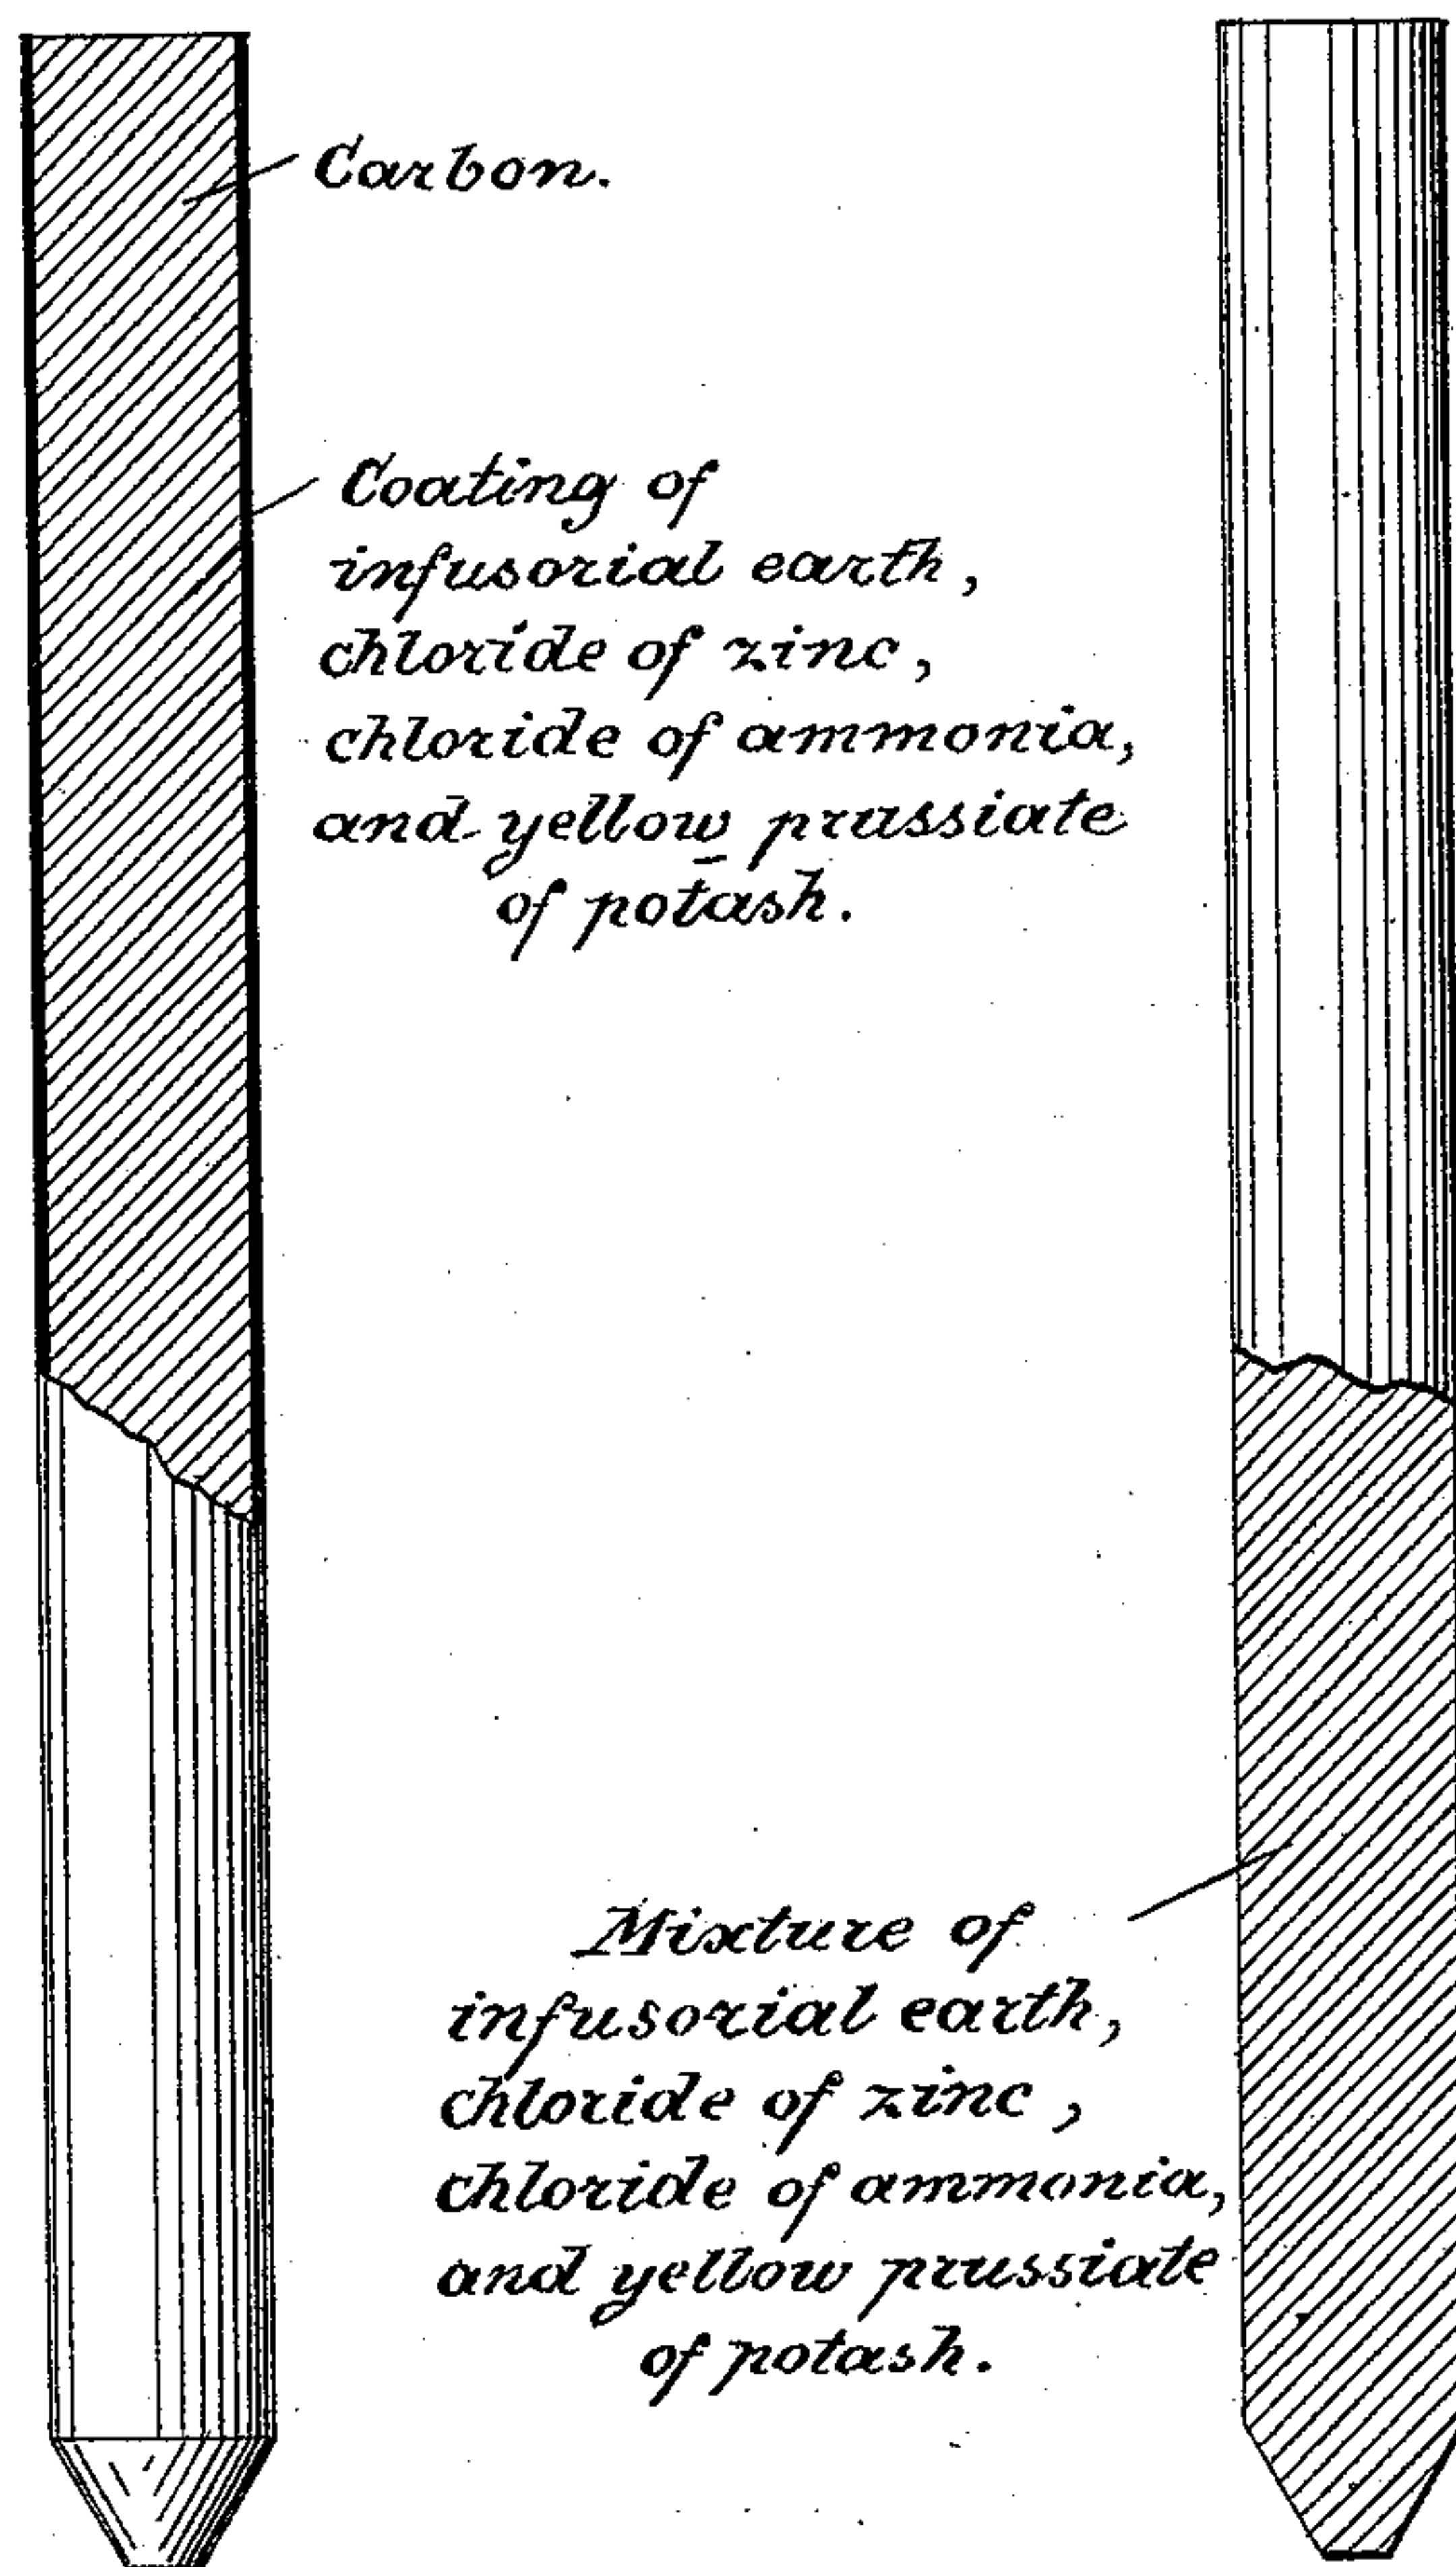 Carbon.
Coating of
infusorial earth,
chloride of zinc,
chloride of ammonia,
and yellow prussiate
of potash.
Mixture of
infusorial earth,
chloride of zinc,
chloride of ammonia,
and yellow prussiate
of potash.